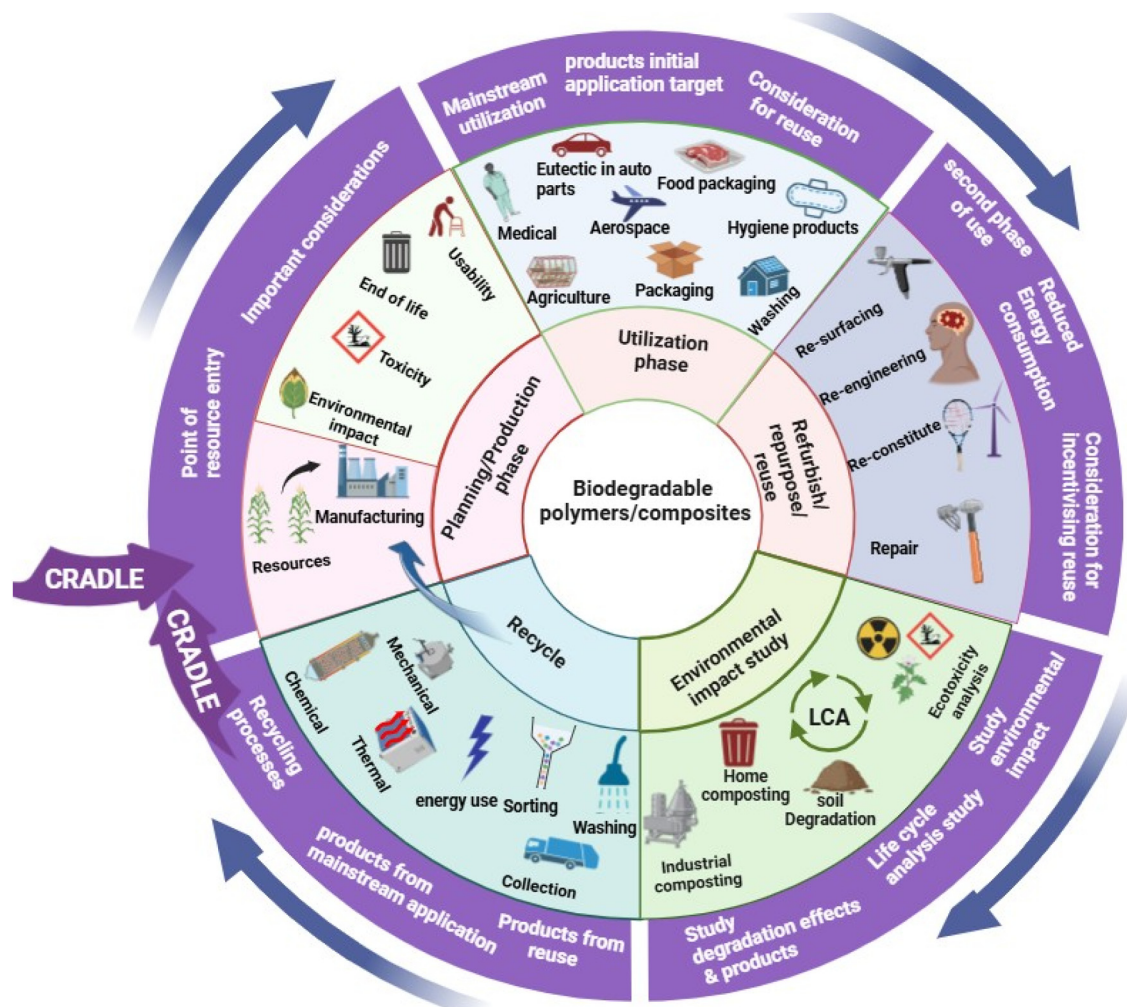 Mainstream
utilization
products initial
application target
Consideration
for reuse
second phase
of use
Reduced
Energy
consumption
Consideration for
incentivising reuse
Study
environmental
impact
Life cycle
analysis study
Study
degradation effects
& products
Products from
reuse
products from
mainstream application
Recycling
processes
CRADLE
CRADLE
Point of
resource entry
Important considerations
Usability
End of life
Toxicity
Environmental
impact
Manufacturing
Resources
Eutectic in auto
parts
Food packaging
Medical
Aerospace
Hygiene products
Agriculture
Packaging
Washing
Re-surfacing
Re-engineering
Re-constitute
Repair
Ecotoxicity
analysis
LCA
Home
composting
soil
Degradation
Industrial
composting
Mechanical
Chemical
Thermal
energy use
Sorting
Washing
Collection
Planning/Production
phase
Utilization
phase
Refurbish/
repurpose/
reuse
Environmental
impact study
Recycle
Biodegradable
polymers/composites